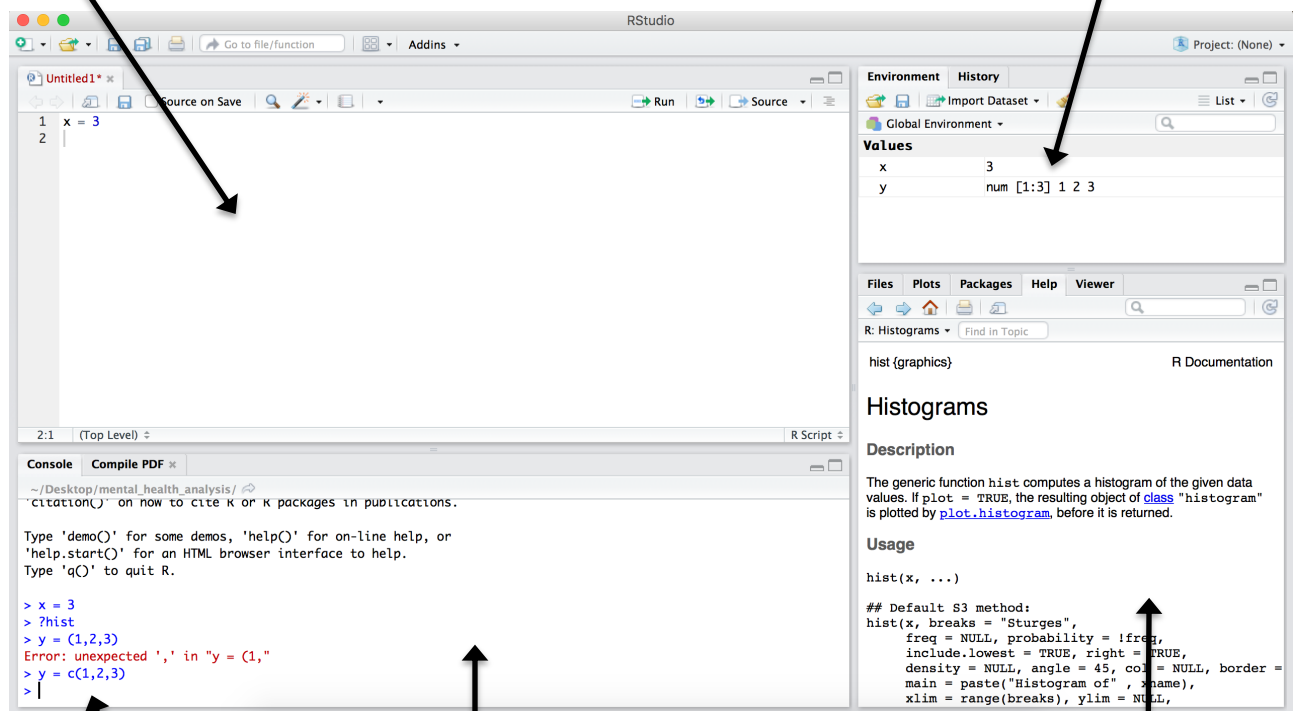 RStudio
Go to file/function Addins Project: (None)
Untitled1* ×
Source on Save Run Source
1 x = 3
2
2:1 (Top Level) R Script
Console Compile PDF ×
~/Desktop/mental_health_analysis/
'citation()' on how to cite R or R packages in publications.
Type 'demo()' for some demos, 'help()' for on-line help, or
'help.start()' for an HTML browser interface to help.
Type 'q()' to quit R.
> x = 3
> ?hist
> y = (1,2,3)
Error: unexpected ',' in "y = (1,"
> y = c(1,2,3)
>
Environment History
Import Dataset List
Global Environment
Values
x 3
y num [1:3] 1 2 3
Files Plots Packages Help Viewer
R: Histograms Find in Topic
hist {graphics} R Documentation
Histograms
Description
The generic function hist computes a histogram of the given data
values. If plot = TRUE, the resulting object of class "histogram"
is plotted by plot.histogram, before it is returned.
Usage
hist(x, ...)
## Default S3 method:
hist(x, breaks = "Sturges",
freq = NULL, probability = !freq,
include.lowest = TRUE, right = TRUE,
density = NULL, angle = 45, col = NULL, border =
main = paste("Histogram of" , xname),
xlim = range(breaks), ylim = NULL,